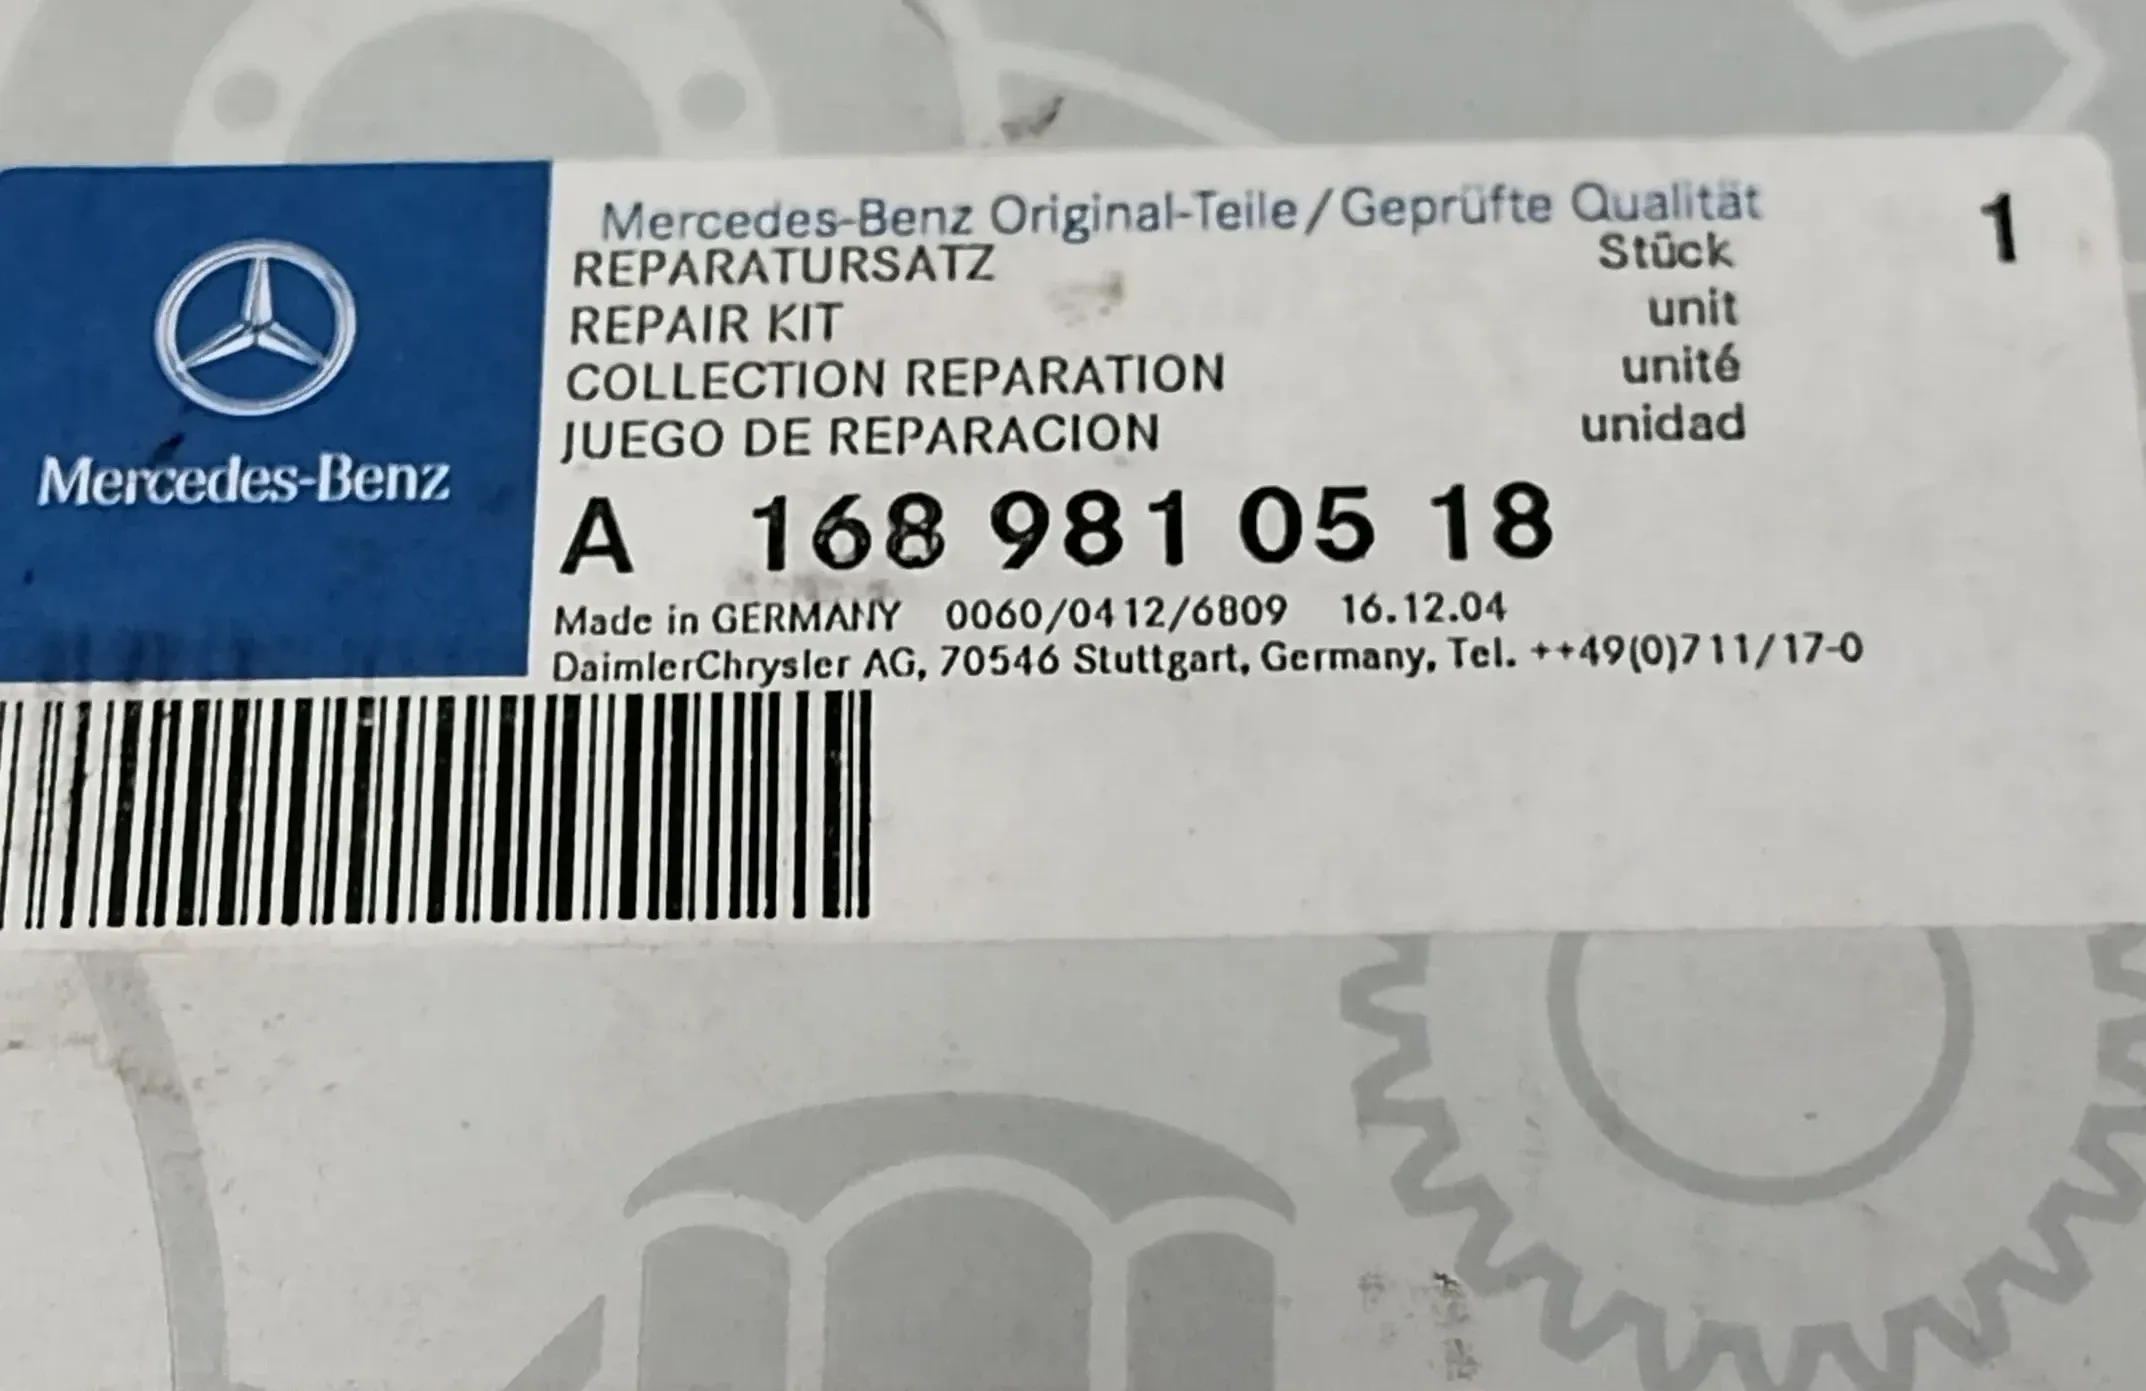 Mercedes-Benz
Mercedes-Benz Original-Teile/Geprüfte Qualität
REPARATURSATZ Stück 1
REPAIR KIT unit
COLLECTION REPARATION unité
JUEGO DE REPARACION unidad
A 168 981 05 18
Made in GERMANY 0060/0412/6809 16.12.04
DaimlerChrysler AG, 70546 Stuttgart, Germany, Tel. ++49(0)711/17-0